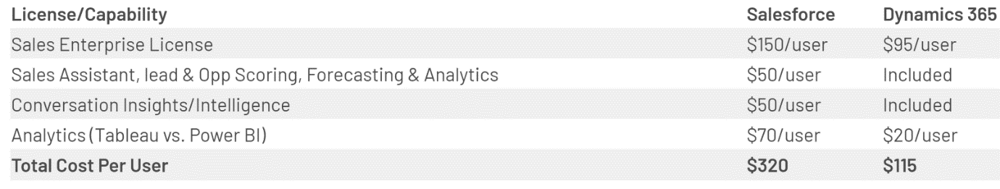 License/Capability Salesforce Dynamics 365
Sales Enterprise License $150/user $95/user
Sales Assistant, lead & Opp Scoring, Forecasting & Analytics $50/user Included
Conversation Insights/Intelligence $50/user Included
Analytics (Tableau vs. Power BI) $70/user $20/user
Total Cost Per User $320 $115